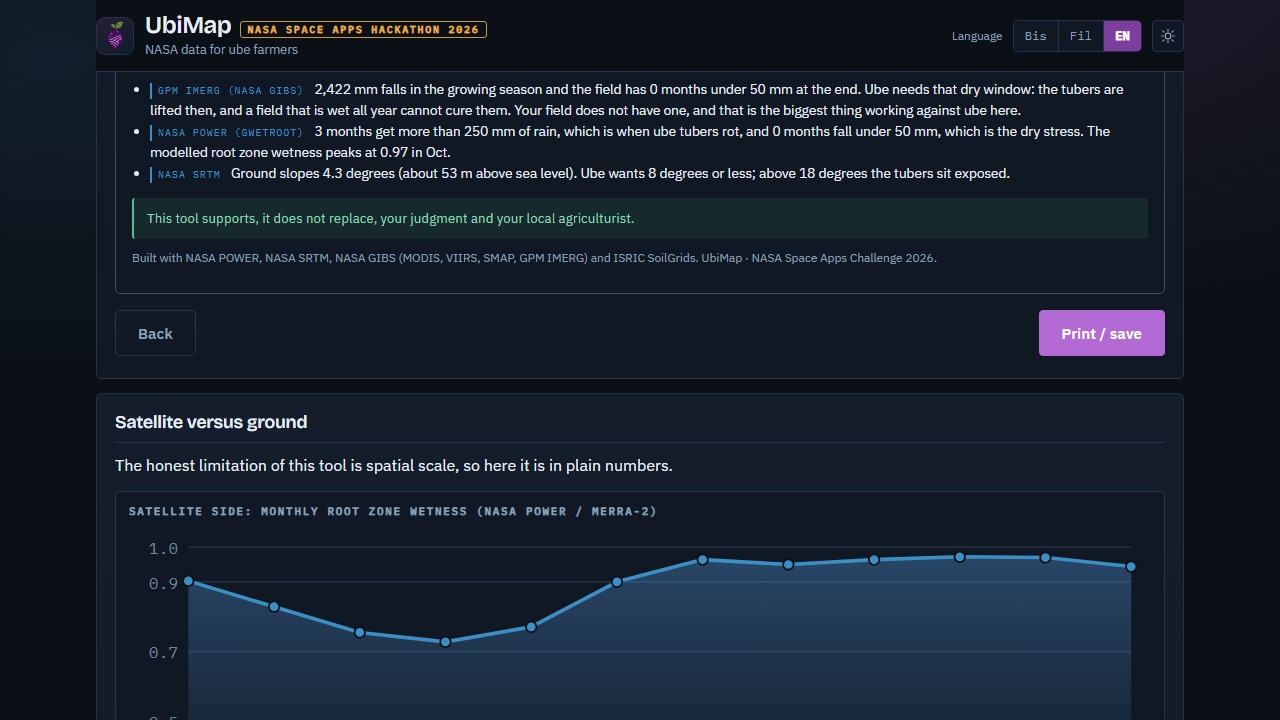 UbiMap NASA SPACE APPS HACKATHON 2026
NASA data for ube farmers
Language Bis Fil EN
GPM IMERG (NASA GIBS) 2,422 mm falls in the growing season and the field has 0 months under 50 mm at the end. Ube needs that dry window: the tubers are
lifted then, and a field that is wet all year cannot cure them. Your field does not have one, and that is the biggest thing working against ube here.
NASA POWER (GWETROOT) 3 months get more than 250 mm of rain, which is when ube tubers rot, and 0 months fall under 50 mm, which is the dry stress. The
modelled root zone wetness peaks at 0.97 in Oct.
NASA SRTM Ground slopes 4.3 degrees (about 53 m above sea level). Ube wants 8 degrees or less; above 18 degrees the tubers sit exposed.
This tool supports, it does not replace, your judgment and your local agriculturist.
Built with NASA POWER, NASA SRTM, NASA GIBS (MODIS, VIIRS, SMAP, GPM IMERG) and ISRIC SoilGrids. UbiMap · NASA Space Apps Challenge 2026.
Back
Print / save
Satellite versus ground
The honest limitation of this tool is spatial scale, so here it is in plain numbers.
SATELLITE SIDE: MONTHLY ROOT ZONE WETNESS (NASA POWER / MERRA-2)
1.0
0.9
0.7